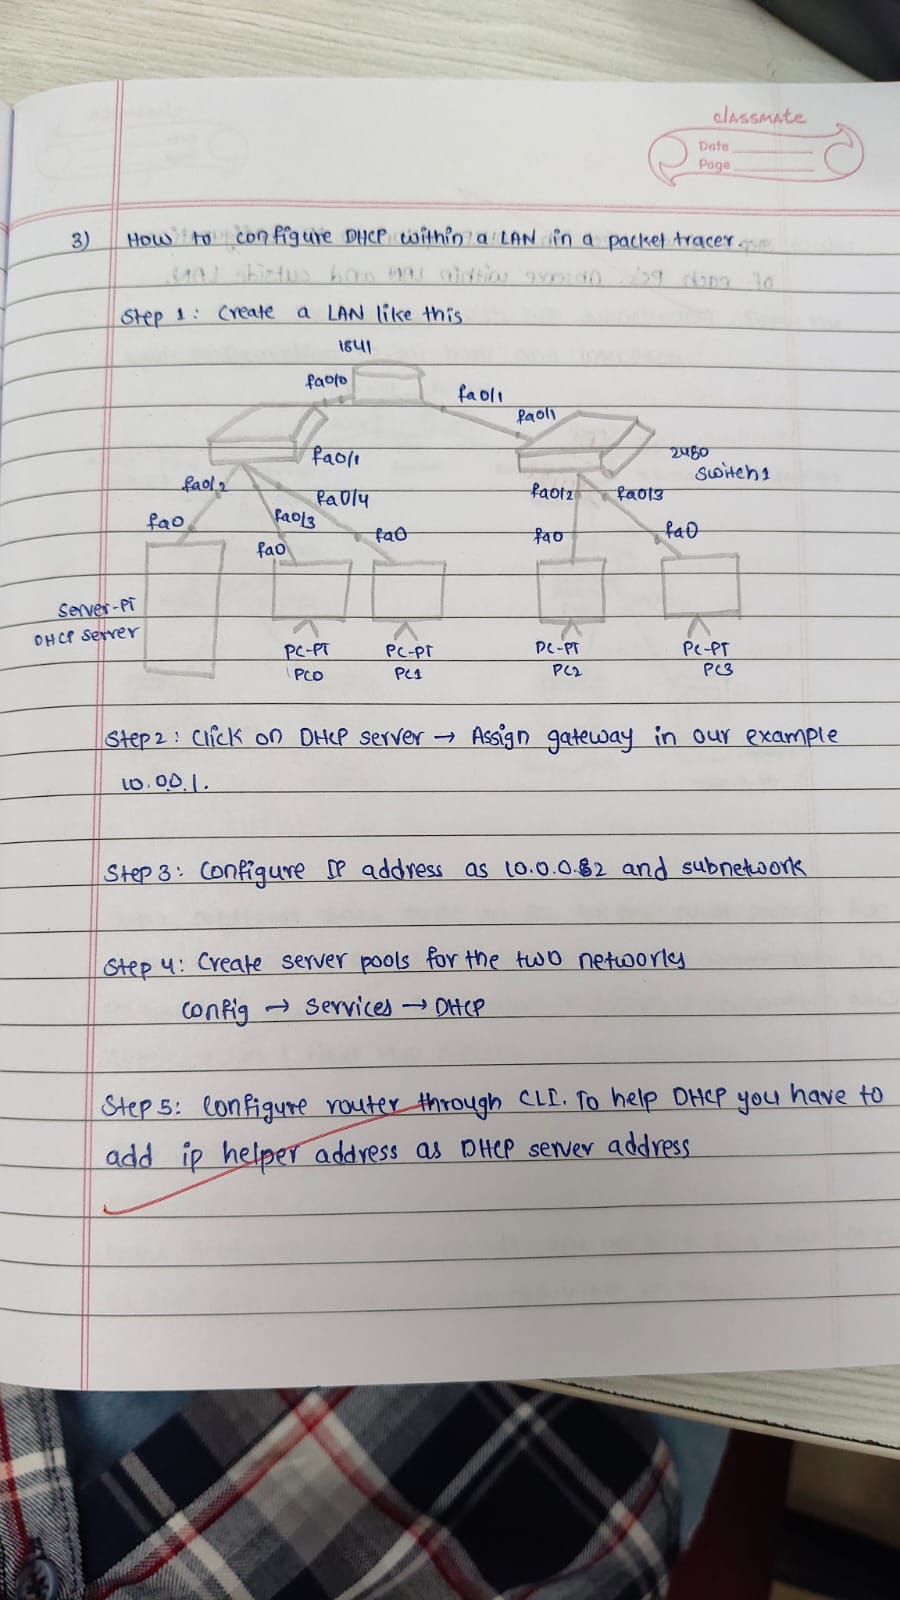 classmate
Date
Page
3) How to configure DHCP within a LAN in a packet tracer.
Step 1: Create a LAN like this
1841
fa0/0
fa0/1
fa0/1
fa0/1
2960
Switch1
fa0/2
fa0/4
fa0/2
fa0/3
fa0
fa0/3
fa0
fa0
fa0
fa0
Server-PT
DHCP Server
PC-PT
PC0
PC-PT
PC1
PC-PT
PC2
PC-PT
PC3
Step 2: Click on DHCP server → Assign gateway in our example
10.0.0.1.
Step 3: Configure IP address as 10.0.0.2 and subnetwork
Step 4: Create server pools for the two networks
Config → Services → DHCP
Step 5: Configure router through CLI. To help DHCP you have to
add ip helper address as DHCP server address